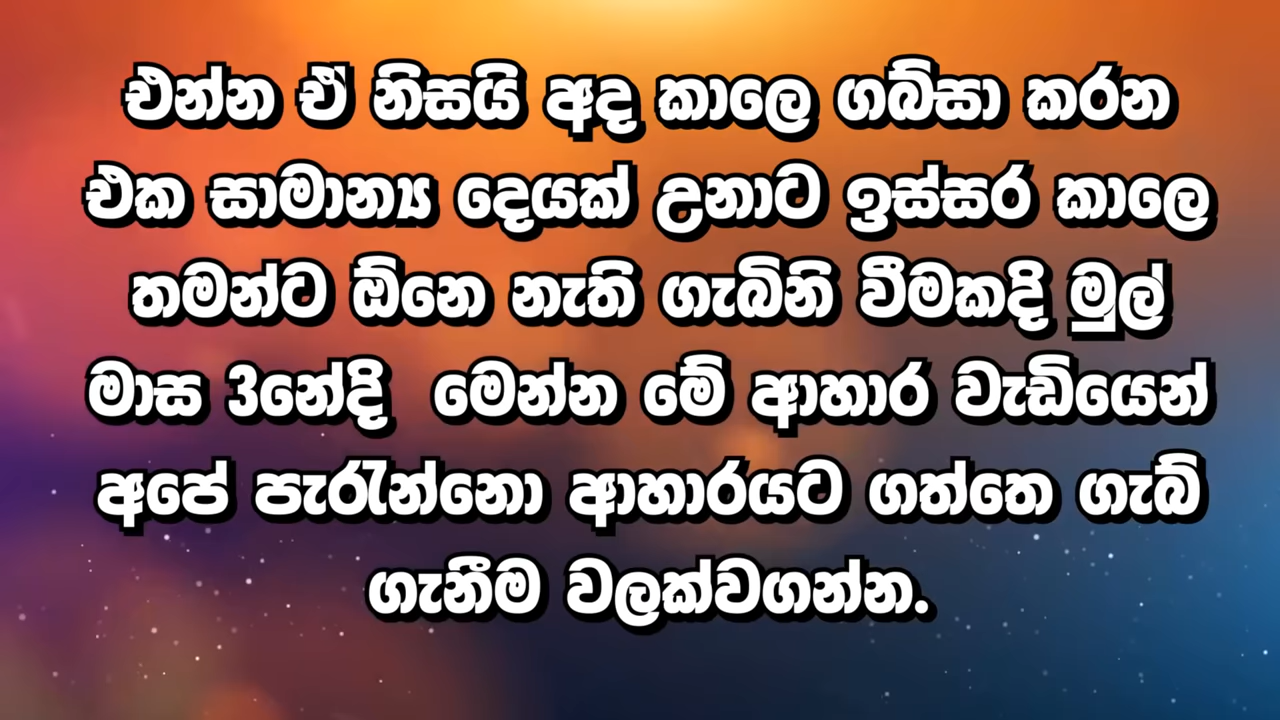 එන්න ඒ නිසයි අද කාලෙ ගබ්සා කරන
එක සාමාන්‍ය දෙයක් උනාට ඉස්සර කාලෙ
තමන්ට ඕනෙ නැති ගැබිනි වීමකදි මුල්
මාස 3නේදි  මෙන්න මේ ආහාර වැඩියෙන්
අපේ පැරැන්නො ආහාරයට ගත්තෙ ගැබ්
ගැනීම වලක්වගන්න.